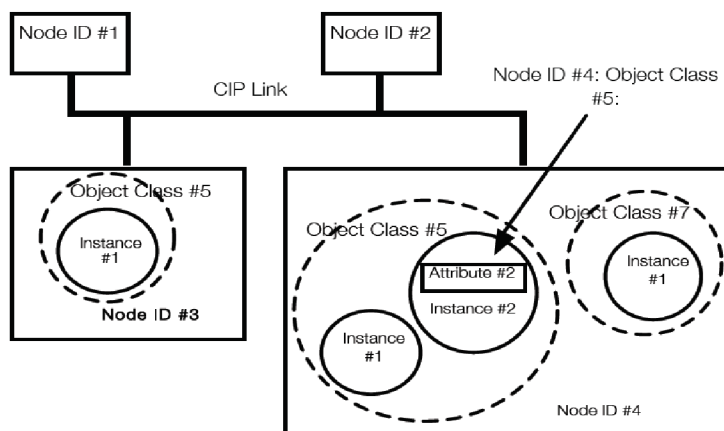 Node ID #1
Node ID #2
CIP Link
Node ID #4: Object Class
#5:
Object Class #5
Instance
#1
Node ID #3
Object Class #5
Attribute #2
Instance #2
Instance
#1
Object Class #7
Instance
#1
Node ID #4